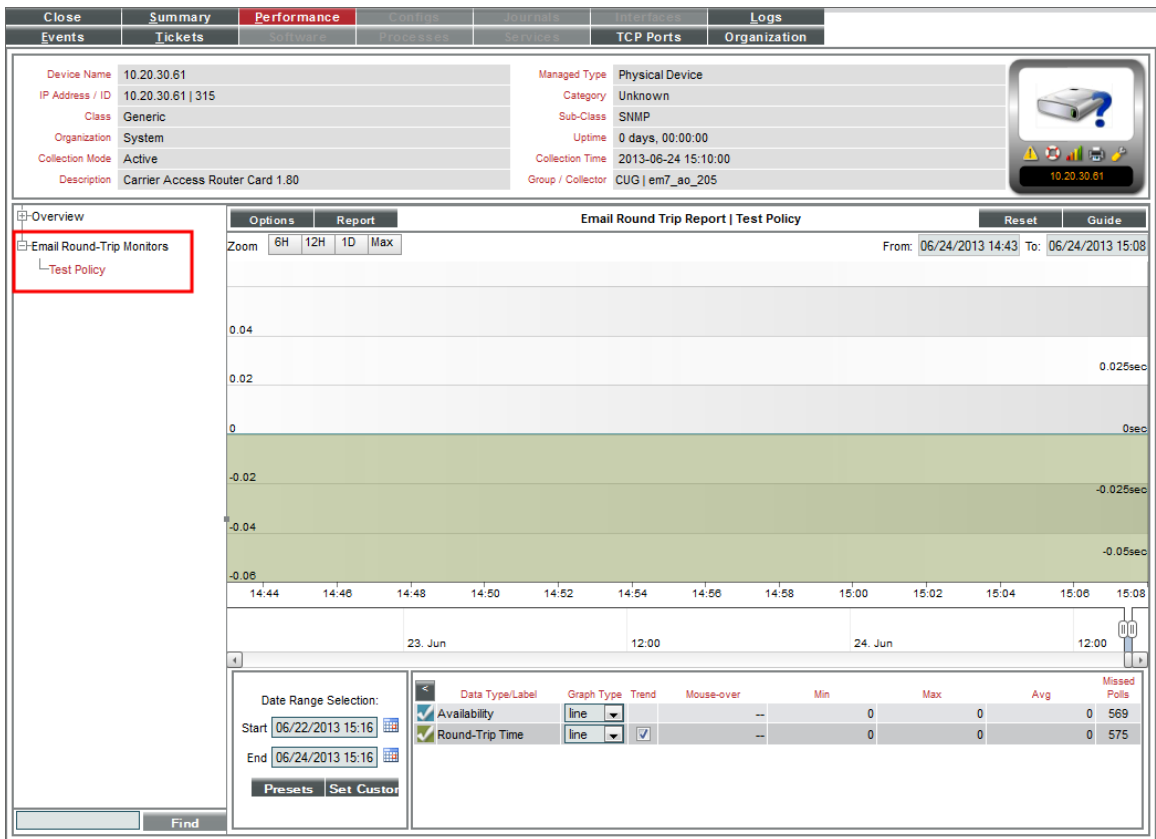 Close Summary Performance Configs Journals Interfaces Logs
Events Tickets Software Processes Services TCP Ports Organization
Device Name 10.20.30.61 Managed Type Physical Device
IP Address / ID 10.20.30.61 | 315 Category Unknown
Class Generic Sub-Class SNMP
Organization System Uptime 0 days, 00:00:00
Collection Mode Active Collection Time 2013-06-24 15:10:00
Description Carrier Access Router Card 1.80 Group / Collector CUG | em7_ao_205
10.20.30.61
Overview
Email Round-Trip Monitors
Test Policy
Options Report Email Round Trip Report | Test Policy Reset Guide
Zoom 6H 12H 1D Max From: 06/24/2013 14:43 To: 06/24/2013 15:08
0.04
0.025sec
0.02
0 0sec
-0.02
-0.025sec
-0.04
-0.05sec
-0.06
14:44 14:46 14:48 14:50 14:52 14:54 14:56 14:58 15:00 15:02 15:04 15:06 15:08
23. Jun 12:00 24. Jun 12:00
Date Range Selection:
Start 06/22/2013 15:16
End 06/24/2013 15:16
Presets Set Custor
< Data Type/Label Graph Type Trend Mouse-over Min Max Avg Missed Polls
Availability line -- 0 0 0 569
Round-Trip Time line -- 0 0 0 575
Find